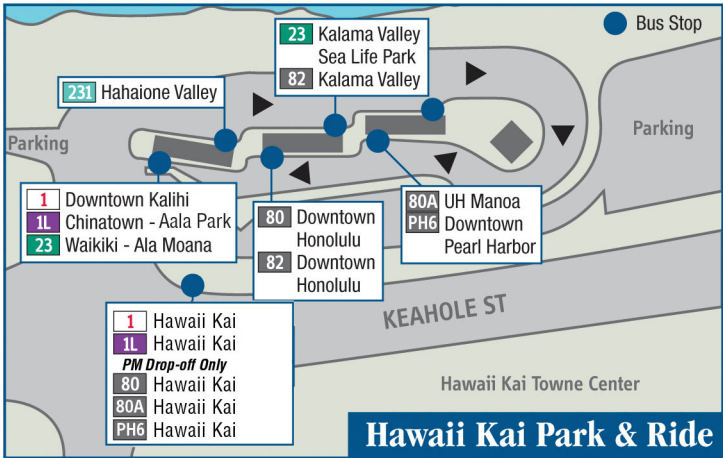 Bus Stop
23 Kalama Valley
Sea Life Park
82 Kalama Valley
231 Hahaione Valley
Parking
Parking
1 Downtown Kalihi
1L Chinatown - Aala Park
23 Waikiki - Ala Moana
80 Downtown
Honolulu
82 Downtown
Honolulu
80A UH Manoa
PH6 Downtown
Pearl Harbor
1 Hawaii Kai
1L Hawaii Kai
PM Drop-off Only
80 Hawaii Kai
80A Hawaii Kai
PH6 Hawaii Kai
KEAHOLE ST
Hawaii Kai Towne Center
Hawaii Kai Park & Ride